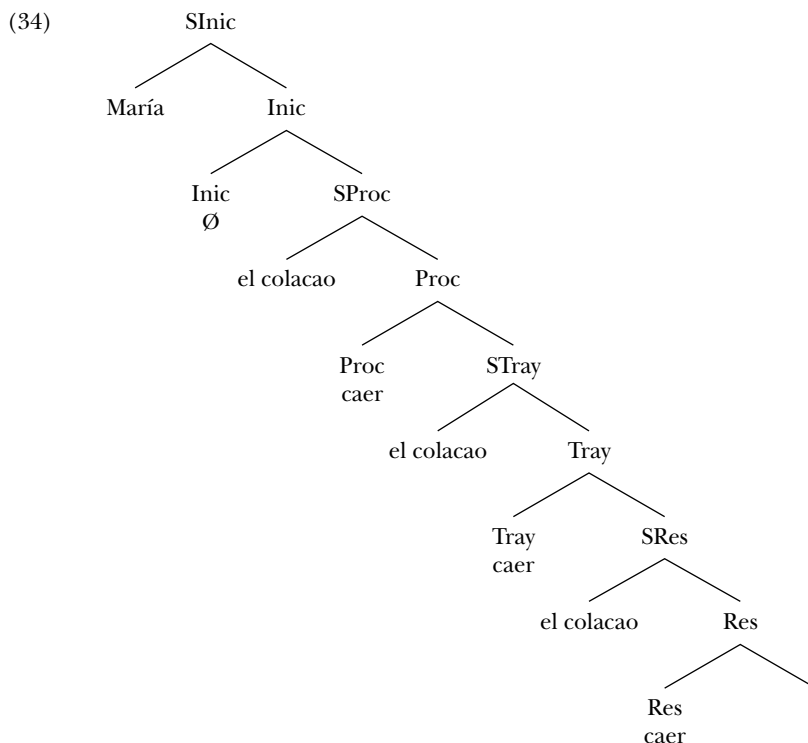 (34) SInic
María Inic
Inic SProc
Ø
el colacao Proc
Proc STray
caer
el colacao Tray
Tray SRes
caer
el colacao Res
Res
caer